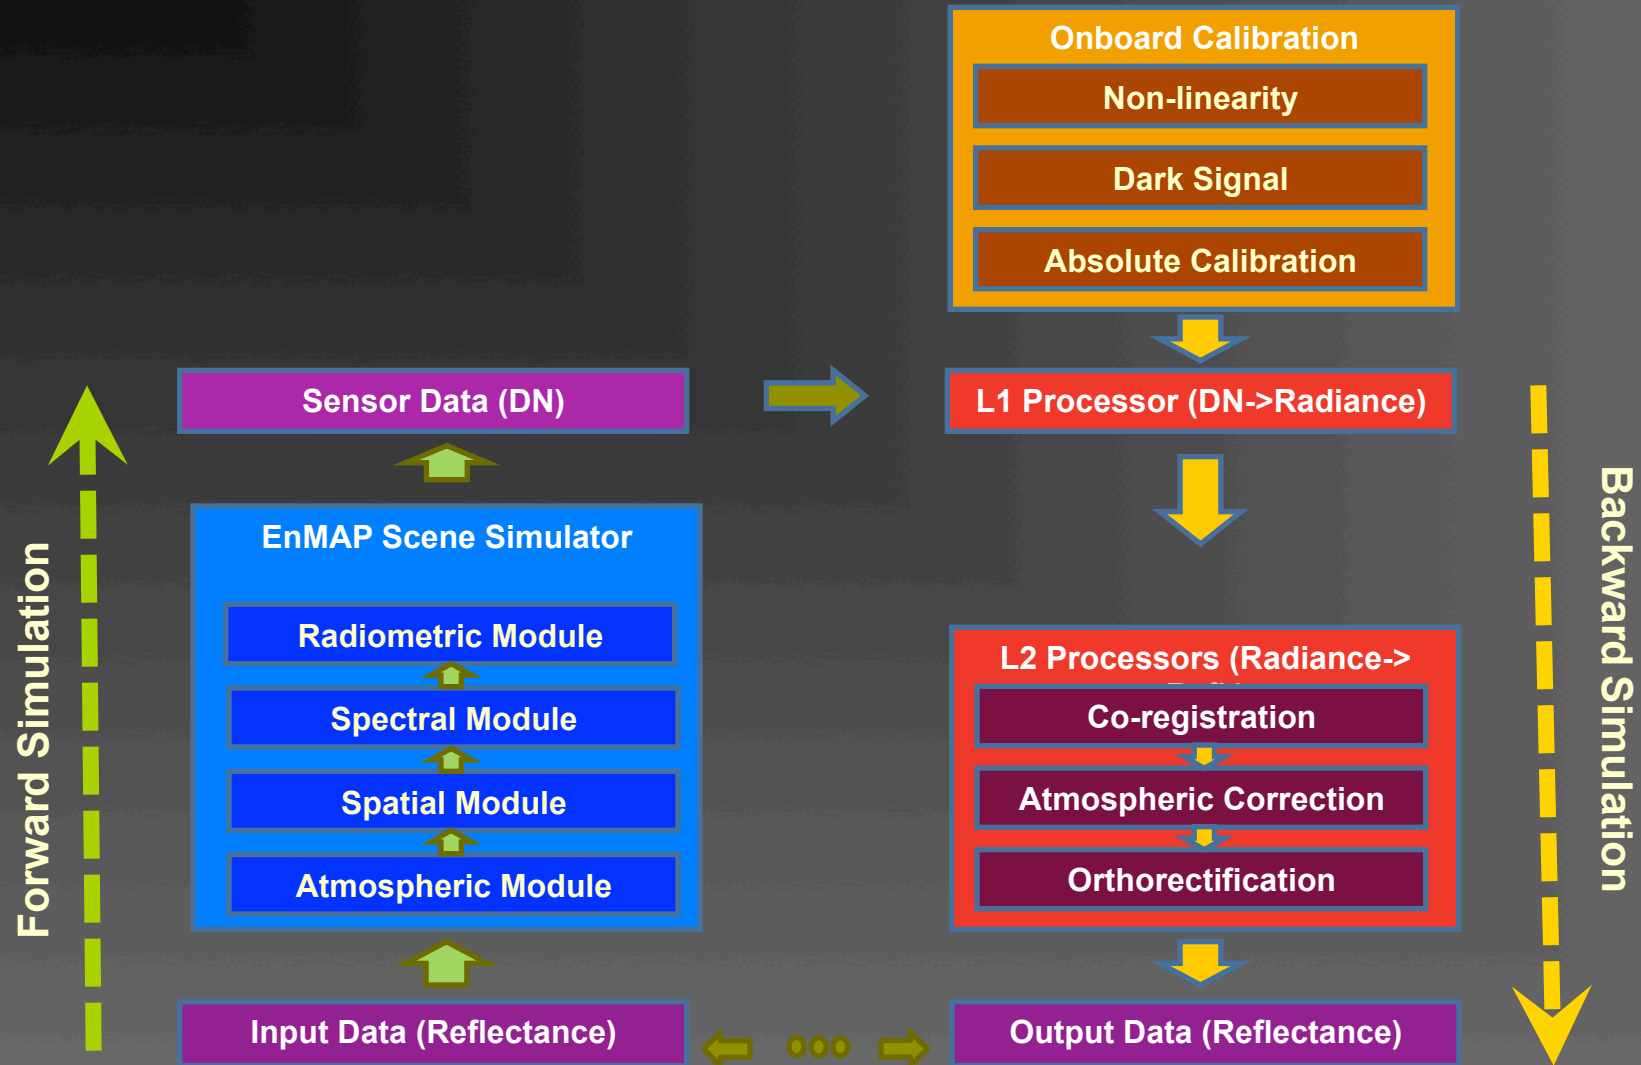 Onboard Calibration
Non-linearity
Dark Signal
Absolute Calibration
Sensor Data (DN)
L1 Processor (DN->Radiance)
EnMAP Scene Simulator
Radiometric Module
Spectral Module
Spatial Module
Atmospheric Module
L2 Processors (Radiance->
Co-registration
Atmospheric Correction
Orthorectification
Input Data (Reflectance)
Output Data (Reflectance)
Forward Simulation
Backward Simulation